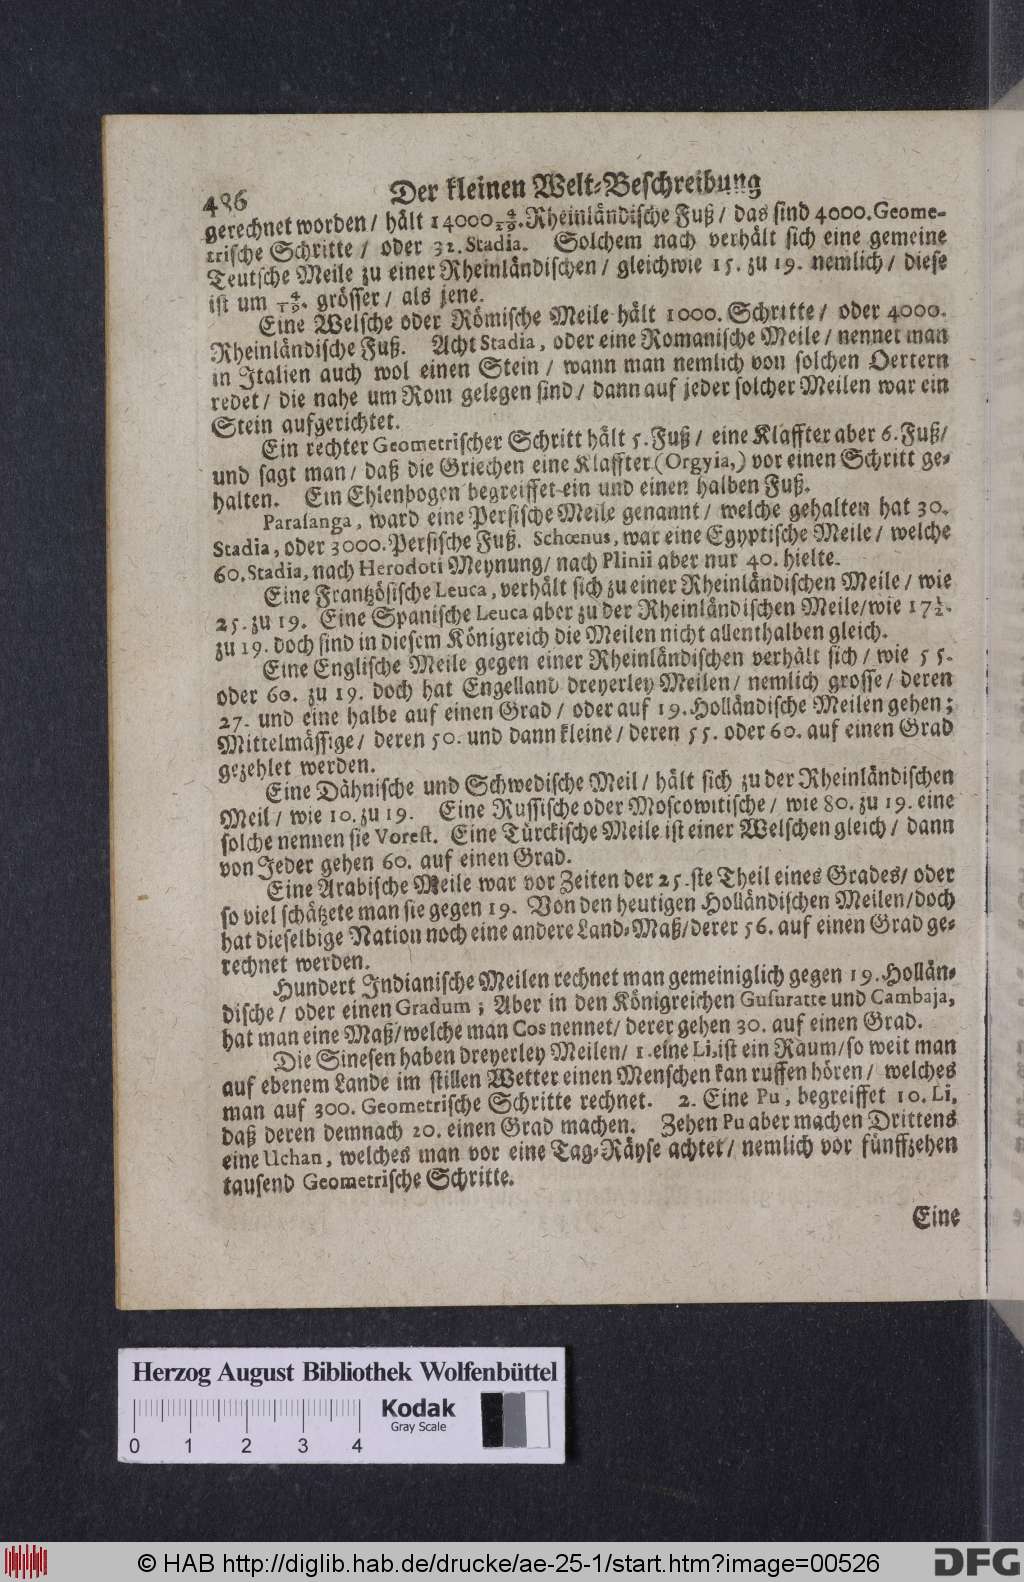 486 Der kleinen Welt-Beschreibung
gerechnet worden / hält 14000 4/19. Rheinländische Fuß / das sind 4000. Geome-
trische Schritte / oder 32. Stadia. Solchem nach verhält sich eine gemeine
Teutsche Meile zu einer Rheinländischen / gleichwie 15. zu 19. nemlich / diese
ist um 4/19. grösser / als jene.
Eine Welsche oder Römische Meile hält 1000. Schritte / oder 4000.
Rheinländische Fuß. Acht Stadia, oder eine Romanische Meile / nennet man
in Italien auch wol einen Stein / wann man nemlich von solchen Oertern
redet / die nahe um Rom gelegen sind / dann auf jeder solcher Meilen war ein
Stein aufgerichtet.
Ein rechter Geometrischer Schritt hält 5. Fuß / eine Klaffter aber 6. Fuß /
und sagt man / daß die Griechen eine Klaffter (Orgyia,) vor einen Schritt ge-
halten. Ein Ehlenbogen begreiffet ein und einen halben Fuß.
Parasanga, ward eine Persische Meile genannt / welche gehalten hat 30.
Stadia, oder 3000. Persische Fuß. Schœnus, war eine Egyptische Meile / welche
60. Stadia, nach Herodoti Meynung / nach Plinii aber nur 40. hielte.
Eine Frantzösische Leuca, verhält sich zu einer Rheinländischen Meile / wie
25. zu 19. Eine Spanische Leuca aber zu der Rheinländischen Meile / wie 17 1/2.
zu 19. doch sind in diesem Königreich die Meilen nicht allenthalben gleich.
Eine Englische Meile gegen einer Rheinländischen verhält sich / wie 55.
oder 60. zu 19. doch hat Engelland dreyerley Meilen / nemlich grosse / deren
27. und eine halbe auf einen Grad / oder auf 19. Holländische Meilen gehen;
Mittelmässige / deren 50. und dann kleine / deren 55. oder 60. auf einen Grad
gezehlet werden.
Eine Dähnische und Schwedische Meil / hält sich zu der Rheinländischen
Meil / wie 10. zu 19. Eine Russische oder Moscowitische / wie 80. zu 19. eine
solche nennen sie Vorest. Eine Türckische Meile ist einer Welschen gleich / dann
von Jeder gehen 60. auf einen Grad.
Eine Arabische Meile war vor Zeiten der 25.ste Theil eines Grades / oder
so viel schätzete man sie gegen 19. Von den heutigen Holländischen Meilen / doch
hat dieselbige Nation noch eine andere Land-Maß / derer 56. auf einen Grad ge-
rechnet werden.
Hundert Indianische Meilen rechnet man gemeiniglich gegen 19. Hollän-
dische / oder einen Gradum; Aber in den Königreichen Gusuratte und Cambaja,
hat man eine Maß / welche man Cos nennet / derer gehen 30. auf einen Grad.
Die Sinesen haben dreyerley Meilen / 1. eine Li, ist ein Raum / so weit man
auf ebenem Lande im stillen Wetter einen Menschen kan ruffen hören / welches
man auf 300. Geometrische Schritte rechnet. 2. Eine Pu, begreiffet 10. Li,
daß deren demnach 20. einen Grad machen. Zehen Pu aber machen Drittens
eine Uchan, welches man vor eine Tag-Räyse achtet / nemlich vor fünffzehen
tausend Geometrische Schritte.
Eine
Herzog August Bibliothek Wolfenbüttel
Kodak
Gray Scale
0 1 2 3 4
© HAB http://diglib.hab.de/drucke/ae-25-1/start.htm?image=00526
DFG